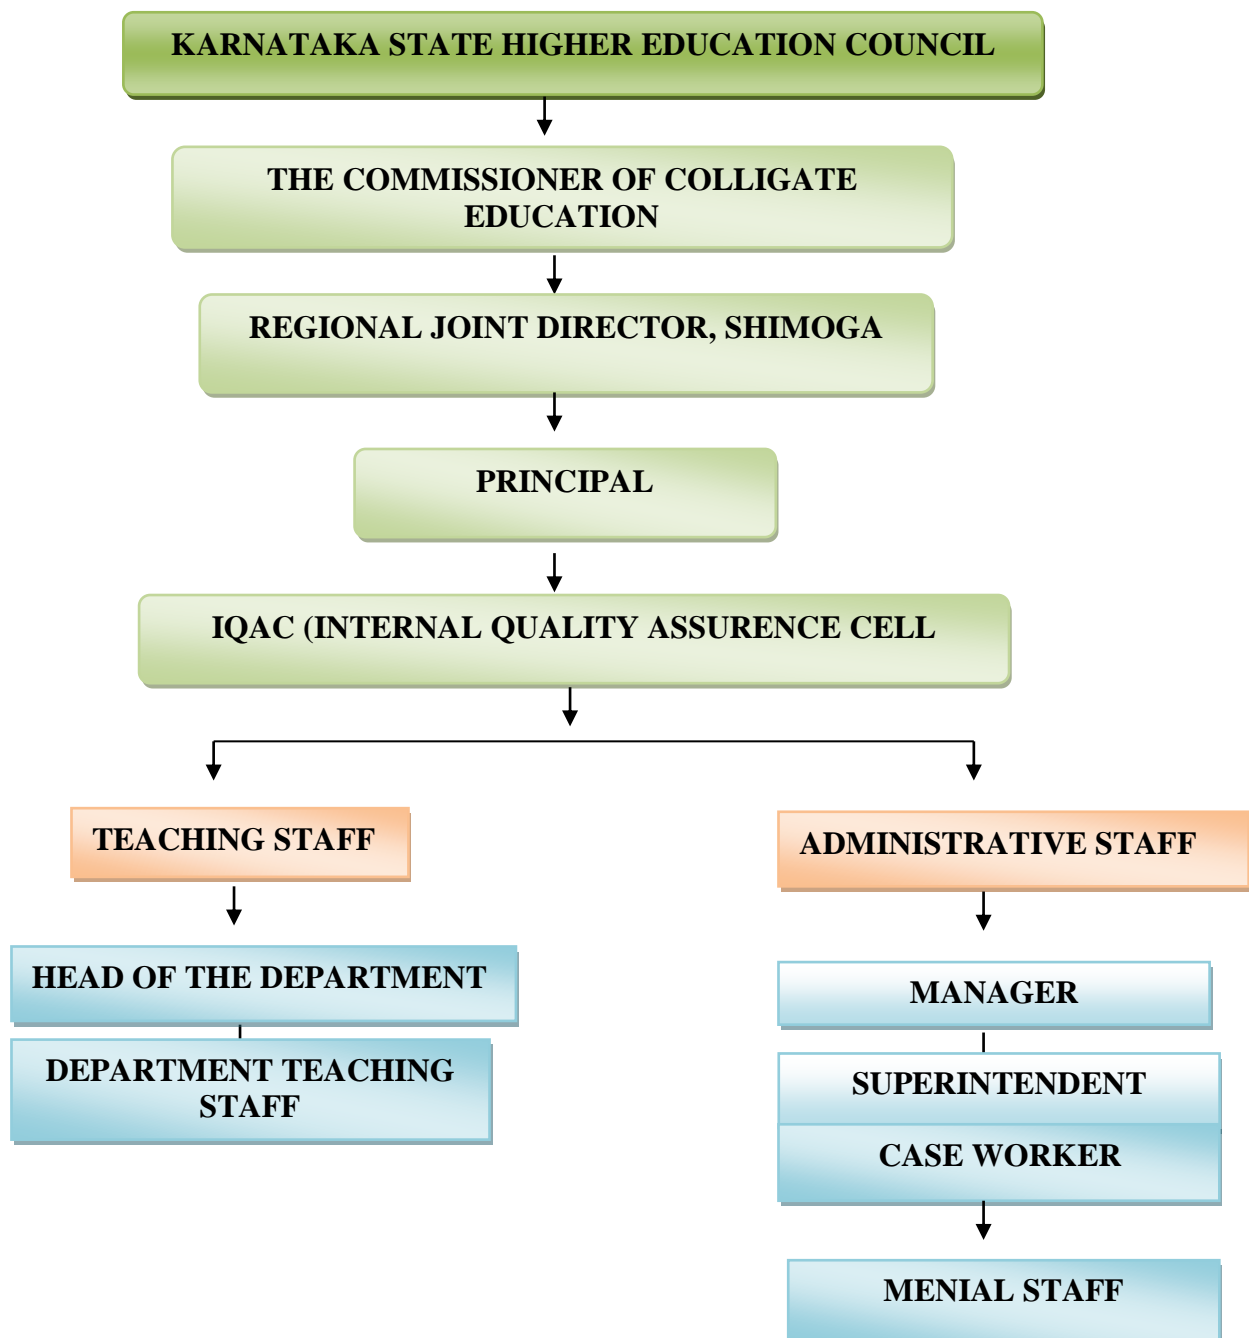 KARNATAKA STATE HIGHER EDUCATION COUNCIL
THE COMMISSIONER OF COLLIGATE
EDUCATION
REGIONAL JOINT DIRECTOR, SHIMOGA
PRINCIPAL
IQAC (INTERNAL QUALITY ASSURENCE CELL
TEACHING STAFF
HEAD OF THE DEPARTMENT
DEPARTMENT TEACHING
STAFF
ADMINISTRATIVE STAFF
MANAGER
SUPERINTENDENT
CASE WORKER
MENIAL STAFF